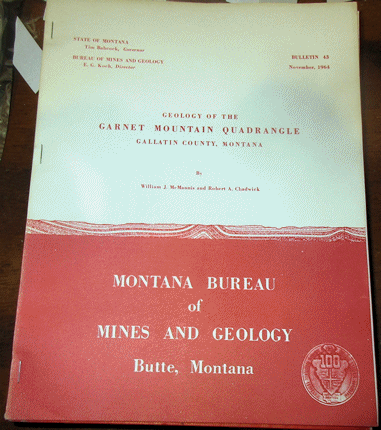 STATE OF MONTANA
Tim Babcock, Governor
BUREAU OF MINES AND GEOLOGY
E. G. Koch, Director
BULLETIN 43
November, 1964
GEOLOGY OF THE
GARNET MOUNTAIN QUADRANGLE
GALLATIN COUNTY, MONTANA
By
William J. McMannis and Robert A. Chadwick
MONTANA BUREAU
of
MINES AND GEOLOGY
Butte, Montana
100